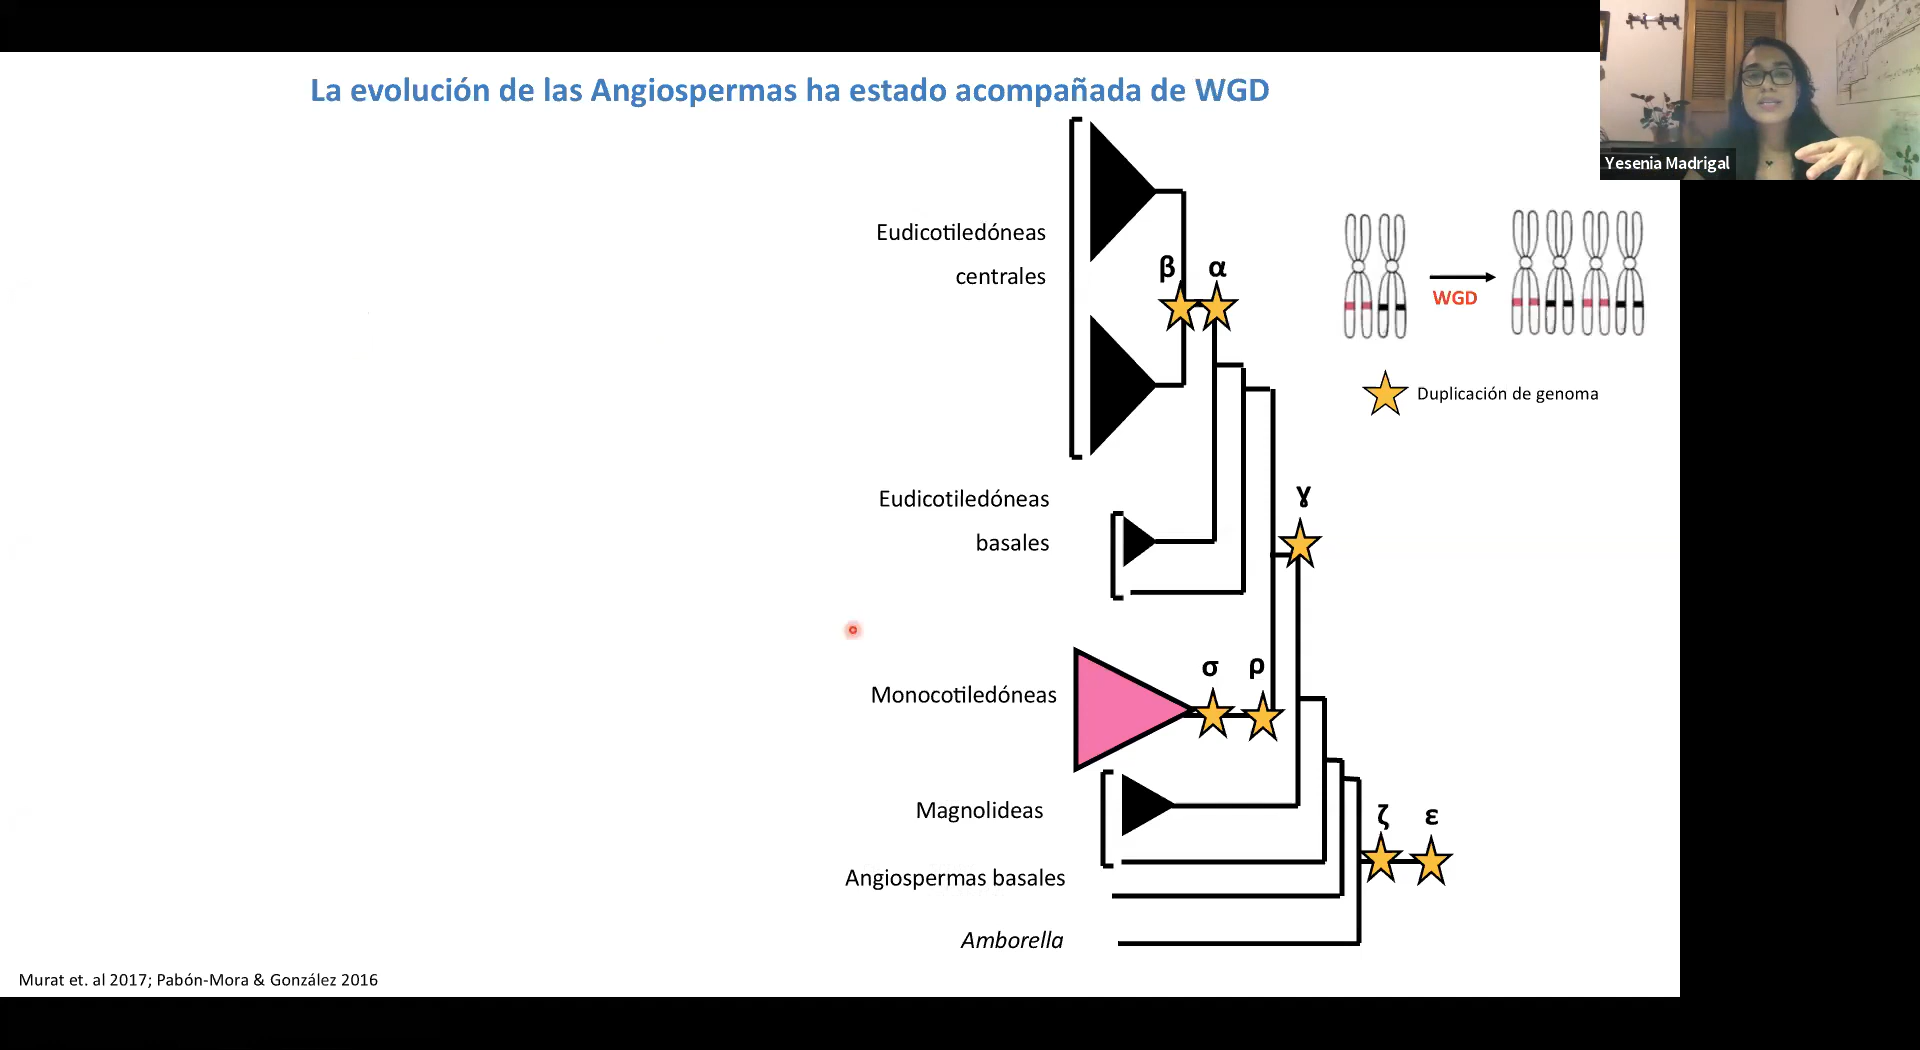 La evolución de las Angiospermas ha estado acompañada de WGD
Yesenia Madrigal
Eudicotiledóneas
centrales
β α
WGD
Duplicación de genoma
Eudicotiledóneas
basales
ɣ
Monocotiledóneas
σ ρ
Magnolideas
ζ ε
Angiospermas basales
Amborella
Murat et. al 2017; Pabón-Mora & González 2016